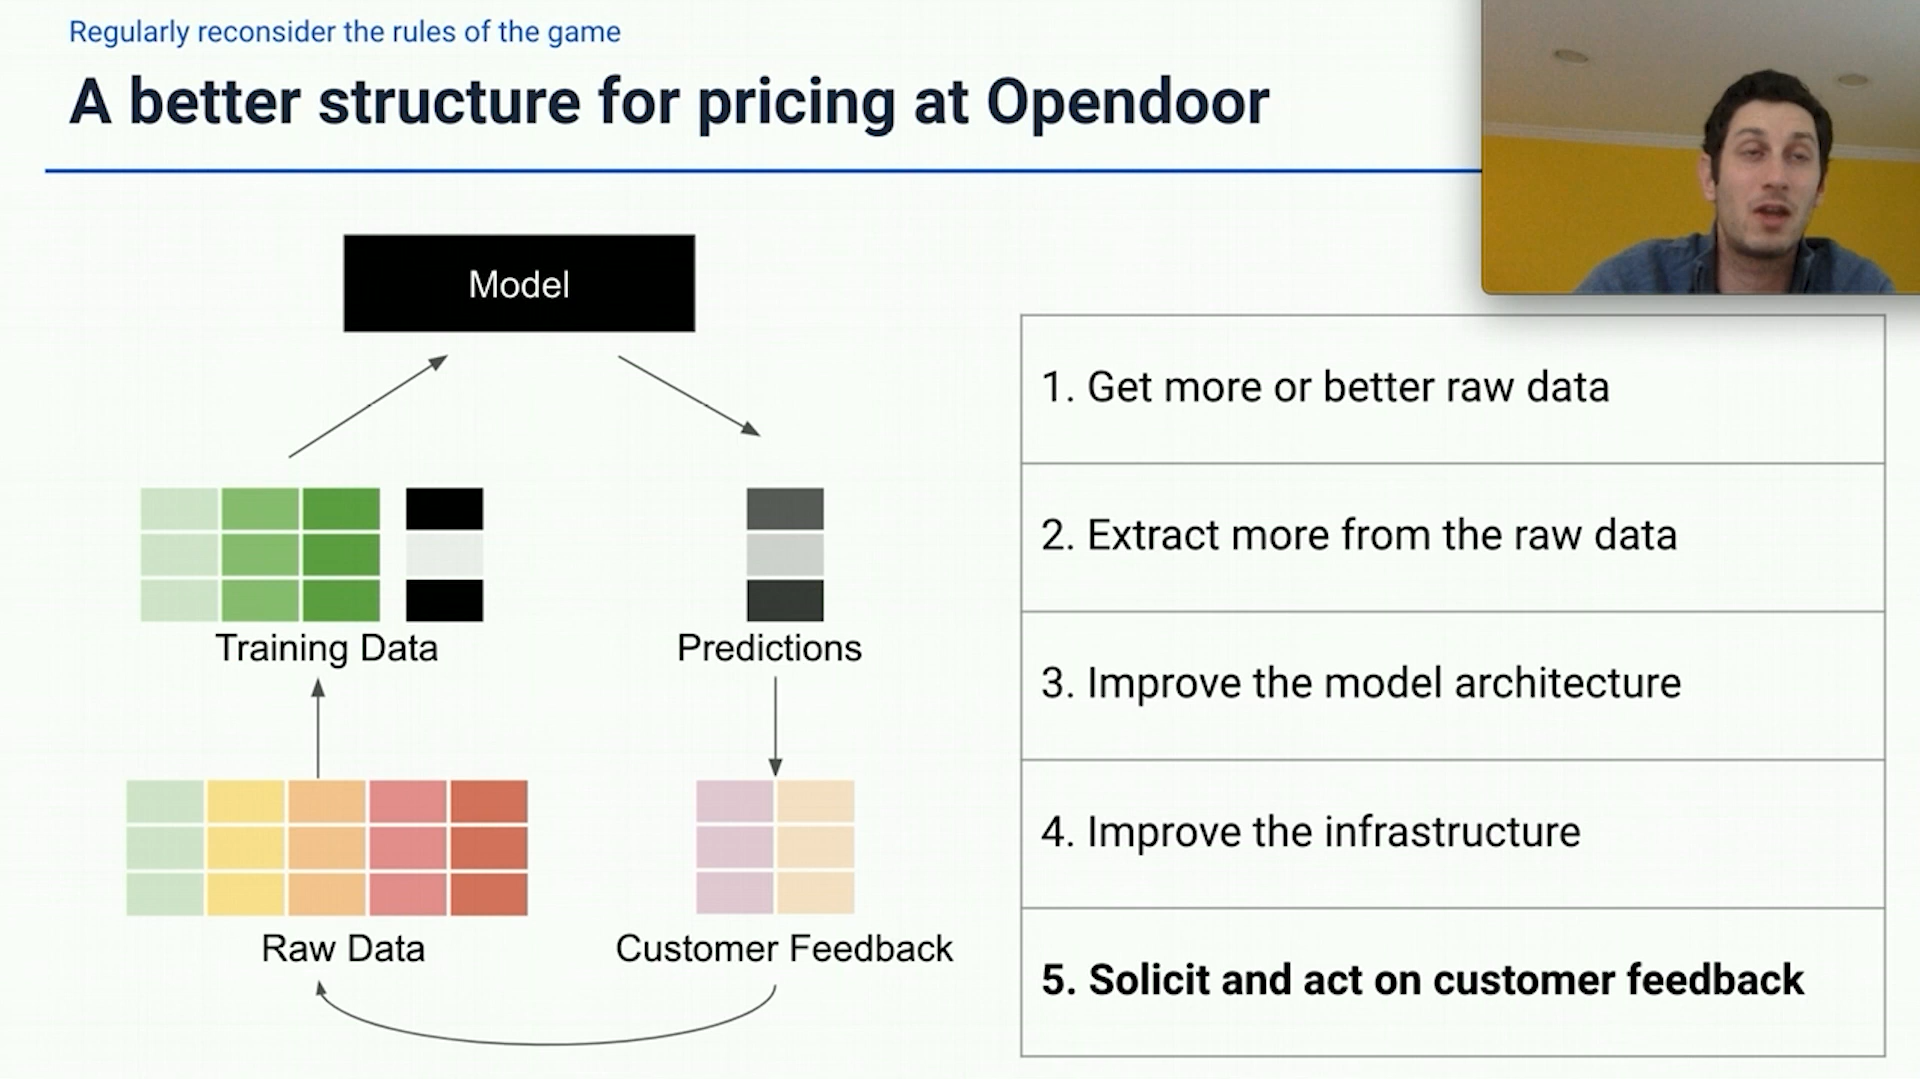 Regularly reconsider the rules of the game
A better structure for pricing at Opendoor
Model
Training Data
Predictions
Raw Data
Customer Feedback
1. Get more or better raw data
2. Extract more from the raw data
3. Improve the model architecture
4. Improve the infrastructure
5. Solicit and act on customer feedback